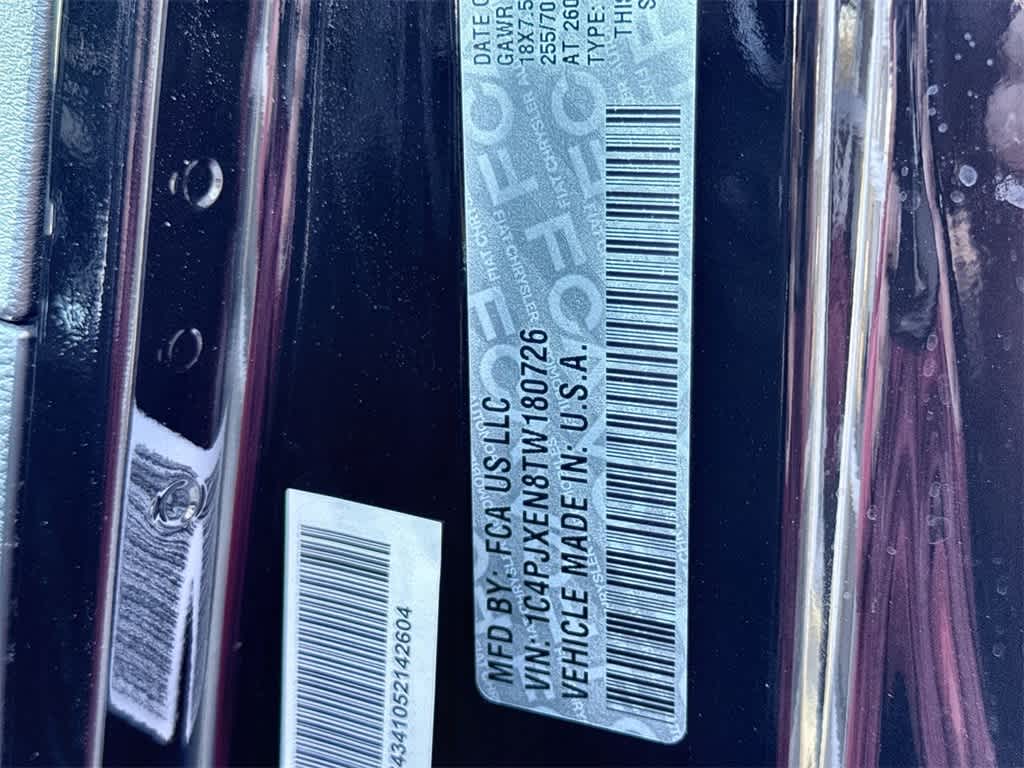 MFD BY: FCA US LLC
VIN: 1C4PJXEN8TW180726
VEHICLE MADE IN: U.S.A.
DATE O
GAWR
18X7.5
255/70
AT 260
TYPE:
THIS
4341052142604